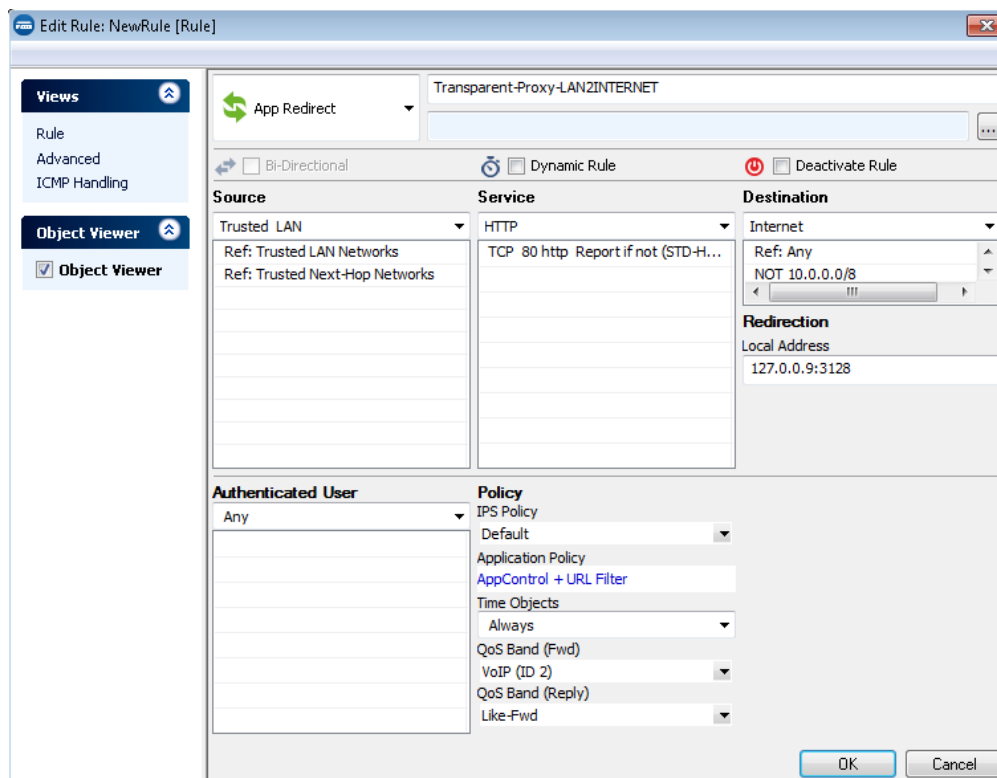 Edit Rule: NewRule [Rule]
Views
Rule
Advanced
ICMP Handling
Object Viewer
Object Viewer
App Redirect
Transparent-Proxy-LAN2INTERNET
...
Bi-Directional
Dynamic Rule
Deactivate Rule
Source
Service
Destination
Trusted LAN
HTTP
Internet
Ref: Trusted LAN Networks
Ref: Trusted Next-Hop Networks
TCP 80 http Report if not (STD-H...
Ref: Any
NOT 10.0.0.0/8
Redirection
Local Address
127.0.0.9:3128
Authenticated User
Any
Policy
IPS Policy
Default
Application Policy
AppControl + URL Filter
Time Objects
Always
QoS Band (Fwd)
VoIP (ID 2)
QoS Band (Reply)
Like-Fwd
OK
Cancel